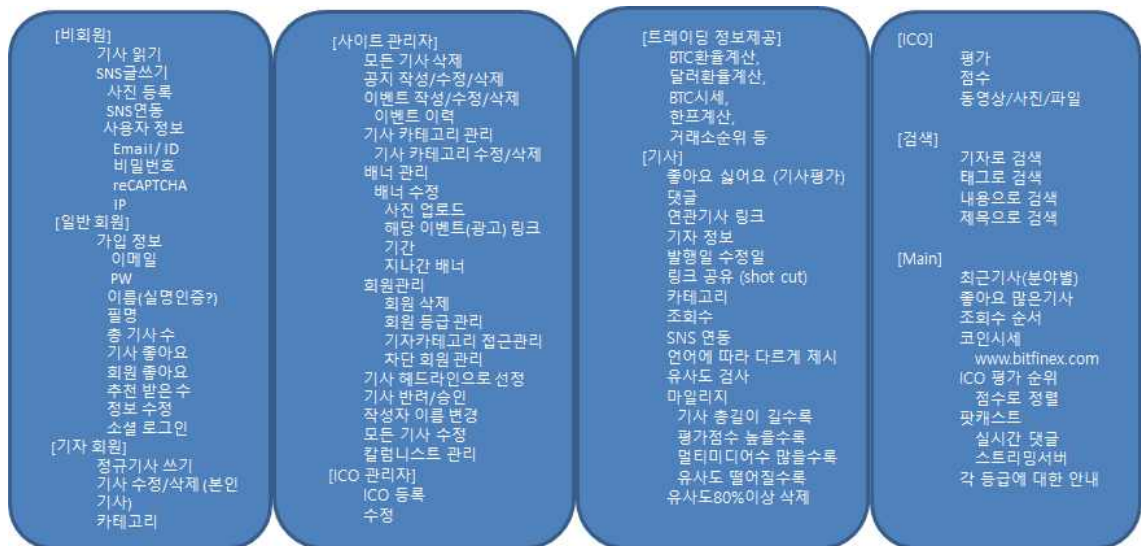 [비회원]
기사 읽기
SNS글쓰기
사진 등록
SNS연동
사용자 정보
Email / ID
비밀번호
reCAPTCHA
IP
[일반 회원]
가입 정보
이메일
PW
이름(실명인증?)
필명
총 기사 수
기사 좋아요
회원 좋아요
추천 받은 수
정보 수정
소셜 로그인
[기자 회원]
정규기사 쓰기
기사 수정/삭제 (본인
기사)
카테고리
[사이트 관리자]
모든 기사 삭제
공지 작성/수정/삭제
이벤트 작성/수정/삭제
이벤트 이력
기사 카테고리 관리
기사 카테고리 수정/삭제
배너 관리
배너 수정
사진 업로드
해당 이벤트(광고) 링크
기간
지나간 배너
회원관리
회원 삭제
회원 등급 관리
기자카테고리 접근관리
차단 회원 관리
기사 헤드라인으로 선정
기사 반려/승인
작성자 이름 변경
모든 기사 수정
칼럼니스트 관리
[ICO 관리자]
ICO 등록
수정
[트레이딩 정보제공]
BTC환율계산,
달러환율계산,
BTC시세,
한프계산,
거래소순위 등
[기사]
좋아요 싫어요 (기사평가)
댓글
연관기사 링크
기자 정보
발행일 수정일
링크 공유 (shot cut)
카테고리
조회수
SNS 연동
언어에 따라 다르게 제시
유사도 검사
마일리지
기사 총길이 길수록
평가점수 높을수록
멀티미디어수 많을수록
유사도 떨어질수록
유사도80%이상 삭제
[ICO]
평가
점수
동영상/사진/파일
[검색]
기자로 검색
태그로 검색
내용으로 검색
제목으로 검색
[Main]
최근기사(분야별)
좋아요 많은기사
조회수 순서
코인시세
www.bitfinex.com
ICO 평가 순위
점수로 정렬
팟캐스트
실시간 댓글
스트리밍서버
각 등급에 대한 안내